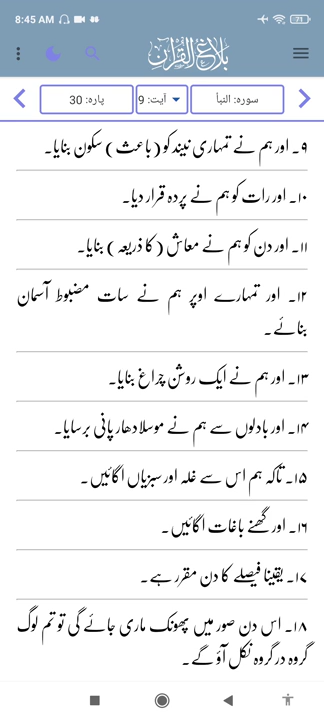 8:45 AM
71
بلاغ القرآن
سورہ: النبأ
آیت: 9
پارہ: 30
۹۔ اور ہم نے تمہاری نیند کو (باعث) سکون بنایا۔
۱۰۔ اور رات کو ہم نے پردہ قرار دیا۔
۱۱۔ اور دن کو ہم نے معاش (کا ذریعہ) بنایا۔
۱۲۔ اور تمہارے اوپر ہم نے سات مضبوط آسمان
بنائے۔
۱۳۔ اور ہم نے ایک روشن چراغ بنایا۔
۱۴۔ اور بادلوں سے ہم نے موسلادھار پانی برسایا۔
۱۵۔ تاکہ ہم اس سے غلہ اور سبزیاں اگائیں۔
۱۶۔ اور گھنے باغات اگائیں۔
۱۷۔ یقینا فیصلے کا دن مقرر ہے۔
۱۸۔ اس دن صور میں پھونک ماری جائے گی تو تم لوگ
گروہ در گروہ نکل آؤ گے۔